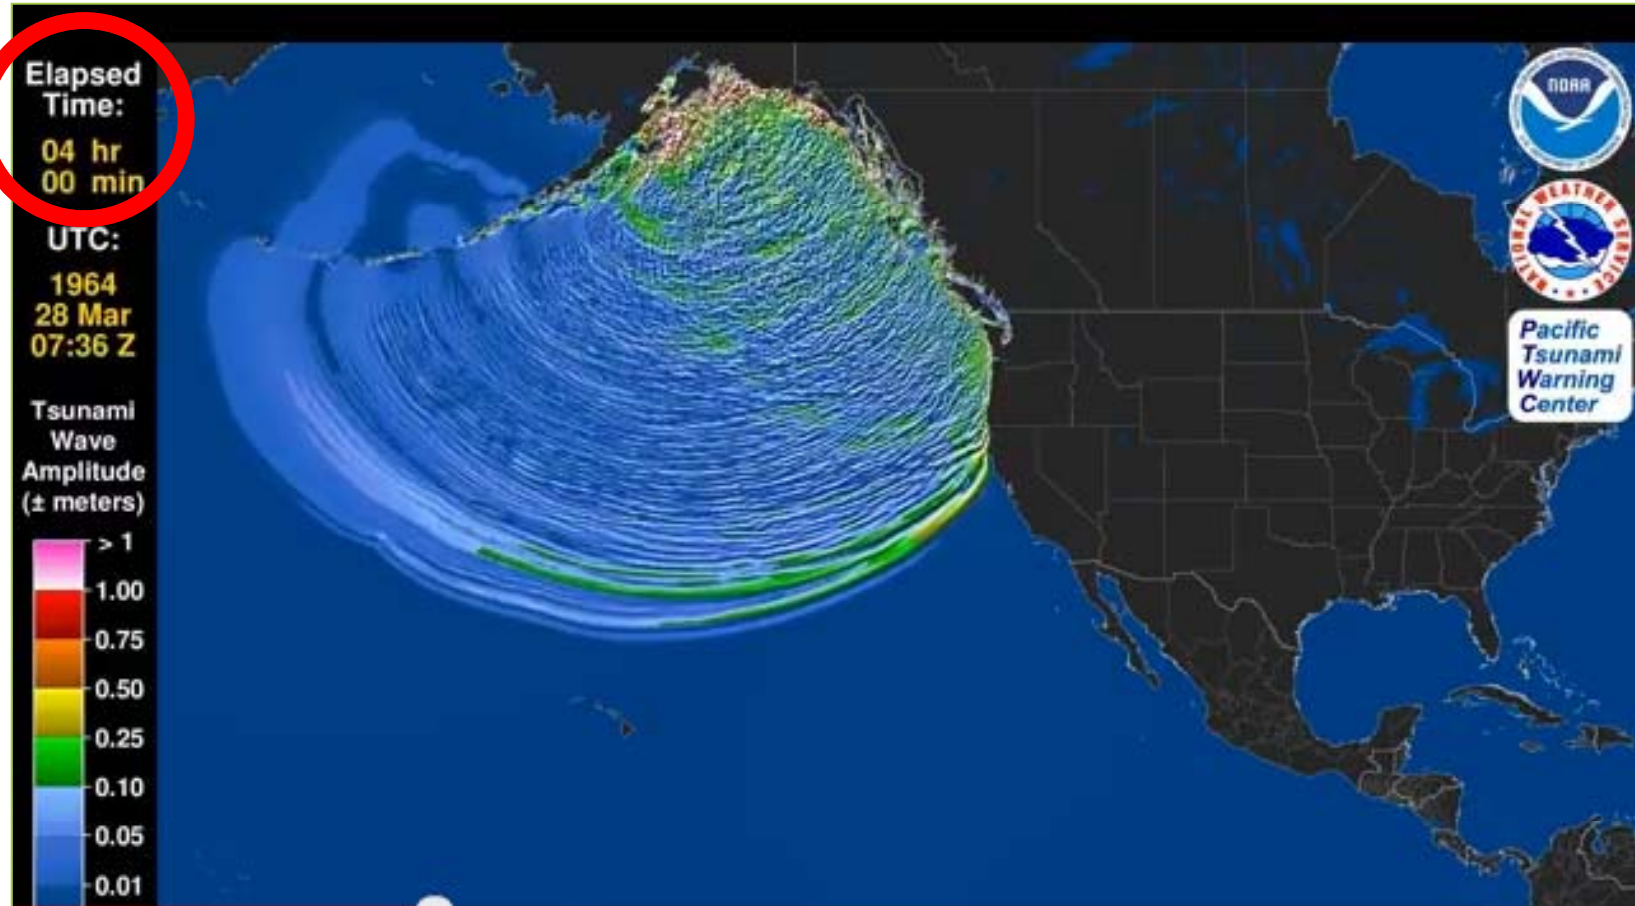 Elapsed
Time:
04 hr
00 min
UTC:
1964
28 Mar
07:36 Z
Tsunami
Wave
Amplitude
(± meters)
> 1
1.00
0.75
0.50
0.25
0.10
0.05
0.01
NOAA
NATIONAL WEATHER SERVICE
Pacific
Tsunami
Warning
Center